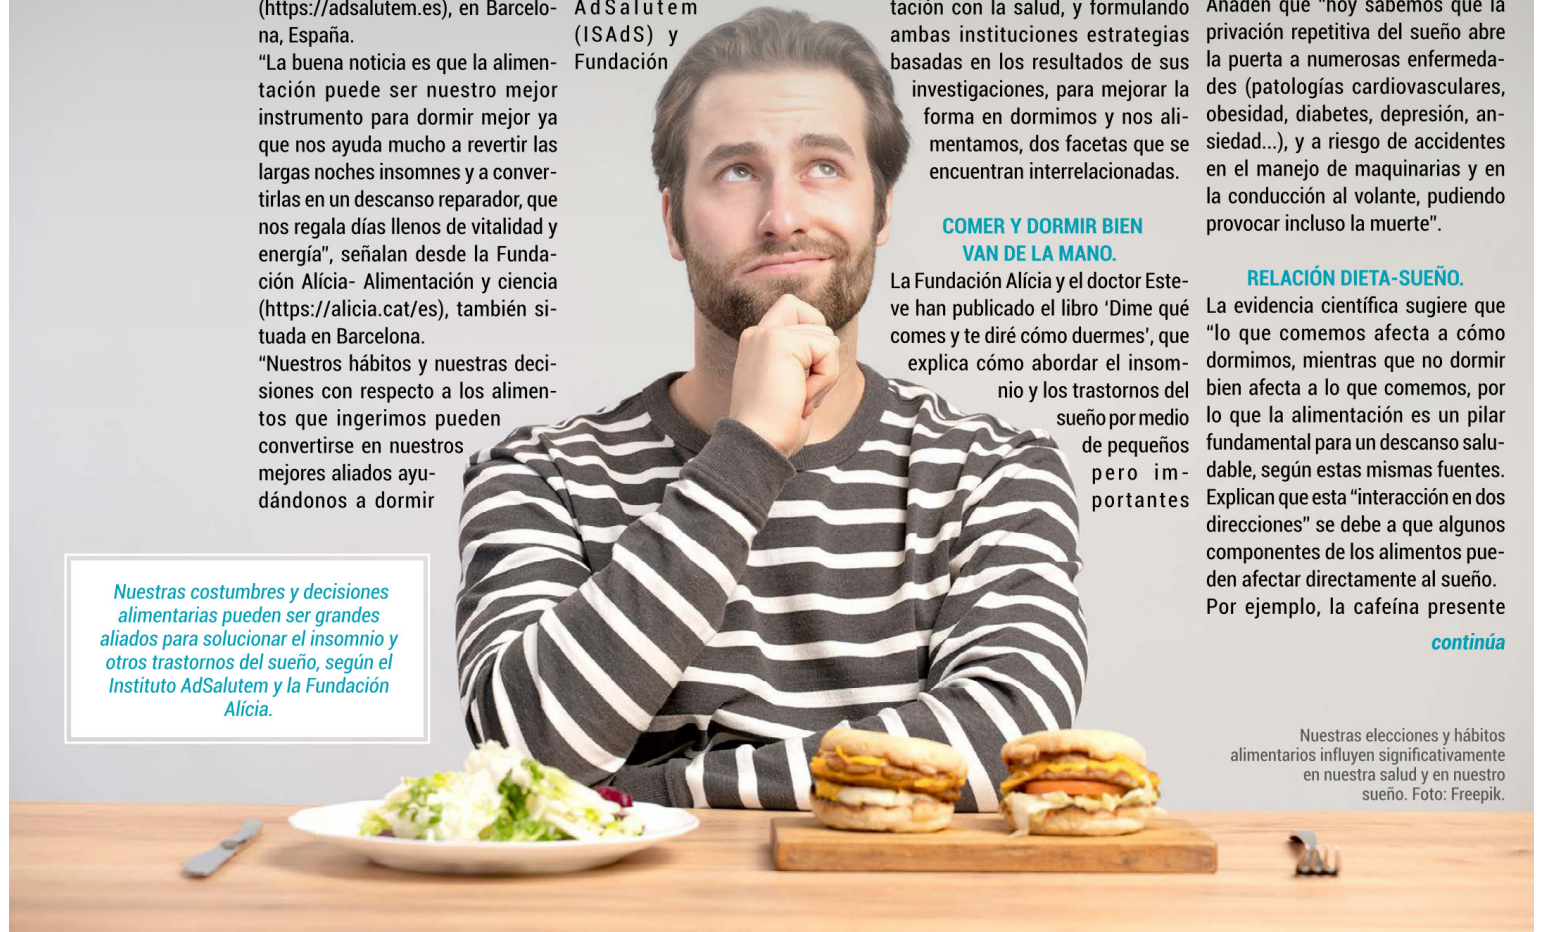 (https://adsalutem.es), en Barcelo-
na, España.
“La buena noticia es que la alimen-
tación puede ser nuestro mejor
instrumento para dormir mejor ya
que nos ayuda mucho a revertir las
largas noches insomnes y a conver-
tirlas en un descanso reparador, que
nos regala días llenos de vitalidad y
energía”, señalan desde la Funda-
ción Alícia- Alimentación y ciencia
(https://alicia.cat/es), también si-
tuada en Barcelona.
“Nuestros hábitos y nuestras deci-
siones con respecto a los alimen-
tos que ingerimos pueden
convertirse en nuestros
mejores aliados ayu-
dándonos a dormir
AdSalutem
(ISAdS) y
Fundación
tación con la salud, y formulando
ambas instituciones estrategias
basadas en los resultados de sus
investigaciones, para mejorar la
forma en dormimos y nos ali-
mentamos, dos facetas que se
encuentran interrelacionadas.
COMER Y DORMIR BIEN
VAN DE LA MANO.
La Fundación Alícia y el doctor Este-
ve han publicado el libro ‘Dime qué
comes y te diré cómo duermes’, que
explica cómo abordar el insom-
nio y los trastornos del
sueño por medio
de pequeños
pero im-
portantes
Añaden que “hoy sabemos que la
privación repetitiva del sueño abre
la puerta a numerosas enfermeda-
des (patologías cardiovasculares,
obesidad, diabetes, depresión, an-
siedad...), y a riesgo de accidentes
en el manejo de maquinarias y en
la conducción al volante, pudiendo
provocar incluso la muerte”.
RELACIÓN DIETA-SUEÑO.
La evidencia científica sugiere que
“lo que comemos afecta a cómo
dormimos, mientras que no dormir
bien afecta a lo que comemos, por
lo que la alimentación es un pilar
fundamental para un descanso salu-
dable, según estas mismas fuentes.
Explican que esta “interacción en dos
direcciones” se debe a que algunos
componentes de los alimentos pue-
den afectar directamente al sueño.
Por ejemplo, la cafeína presente
continúa
Nuestras costumbres y decisiones
alimentarias pueden ser grandes
aliados para solucionar el insomnio y
otros trastornos del sueño, según el
Instituto AdSalutem y la Fundación
Alícia.
Nuestras elecciones y hábitos
alimentarios influyen significativamente
en nuestra salud y en nuestro
sueño. Foto: Freepik.